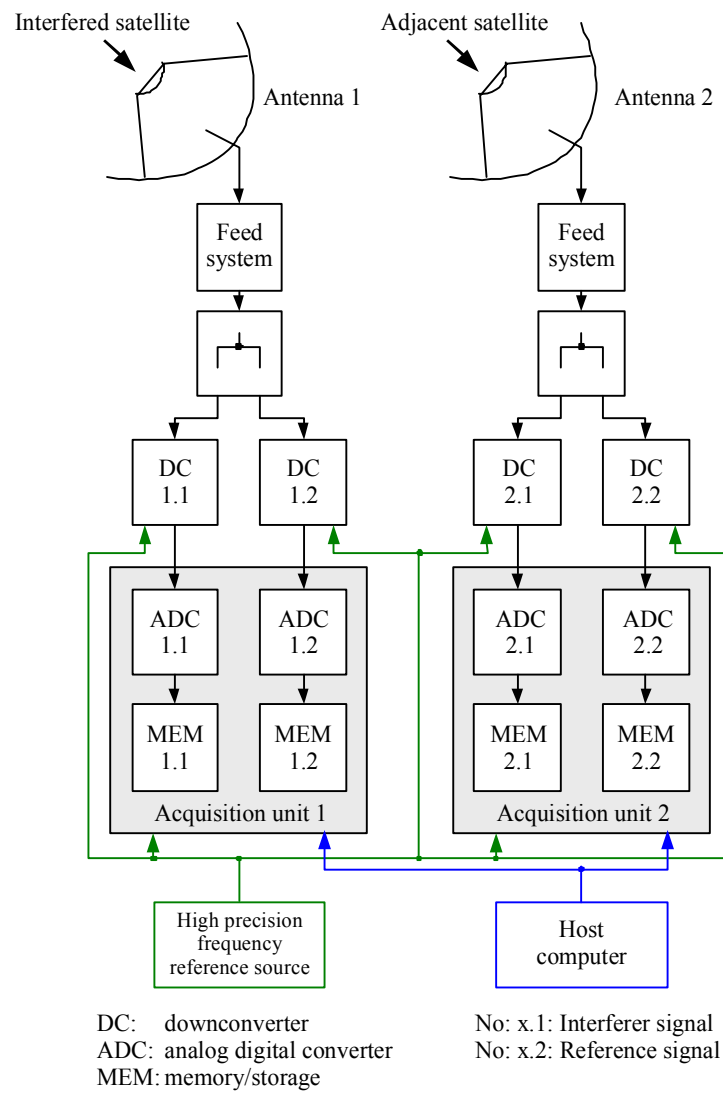 Interfered satellite
Adjacent satellite
Antenna 1
Antenna 2
Feed
system
Feed
system
DC
1.1
DC
1.2
DC
2.1
DC
2.2
ADC
1.1
ADC
1.2
ADC
2.1
ADC
2.2
MEM
1.1
MEM
1.2
MEM
2.1
MEM
2.2
Acquisition unit 1
Acquisition unit 2
High precision
frequency
reference source
Host
computer
DC: downconverter
ADC: analog digital converter
MEM: memory/storage
No: x.1: Interferer signal
No: x.2: Reference signal